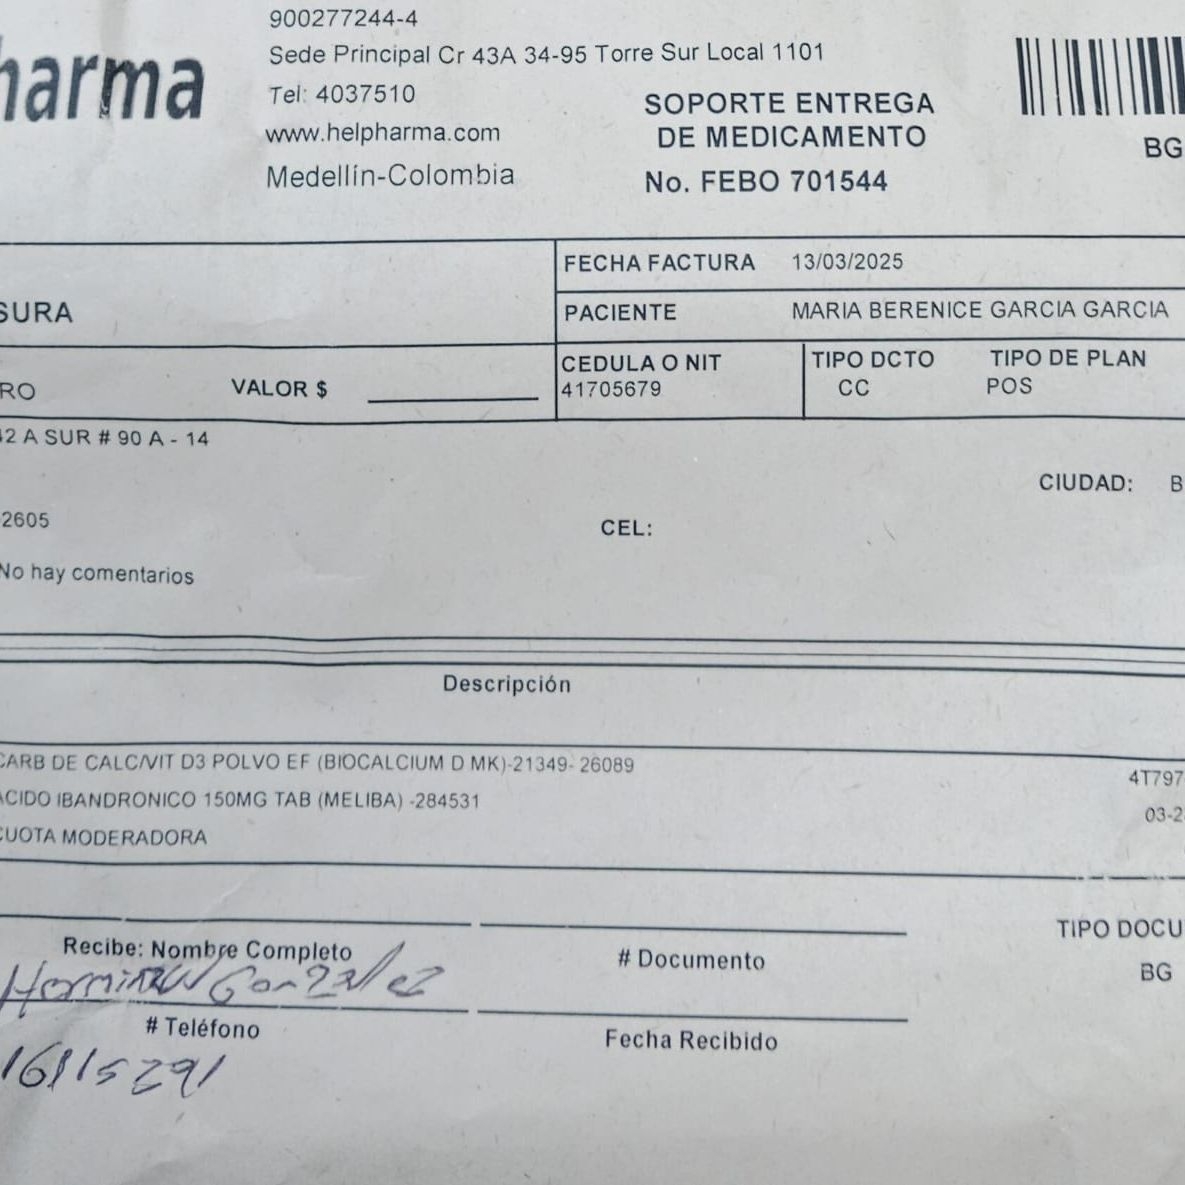 900277244-4
harma
Sede Principal Cr 43A 34-95 Torre Sur Local 1101
Tel: 4037510
www.helpharma.com
Medellín-Colombia
SOPORTE ENTREGA
DE MEDICAMENTO
No. FEBO 701544
BG
FECHA FACTURA 13/03/2025
SURA
PACIENTE MARIA BERENICE GARCIA GARCIA
CEDULA O NIT TIPO DCTO TIPO DE PLAN
RO VALOR $ 41705679 CC POS
42 A SUR # 90 A - 14
CIUDAD: B
2605
CEL:
No hay comentarios
Descripción
CARB DE CALC/VIT D3 POLVO EF (BIOCALCIUM D MK)-21349- 26089
4T797
ACIDO IBANDRONICO 150MG TAB (MELIBA) -284531
03-2
CUOTA MODERADORA
TIPO DOCU
Recibe: Nombre Completo # Documento
BG
Gonzalez
# Teléfono Fecha Recibido
16115291